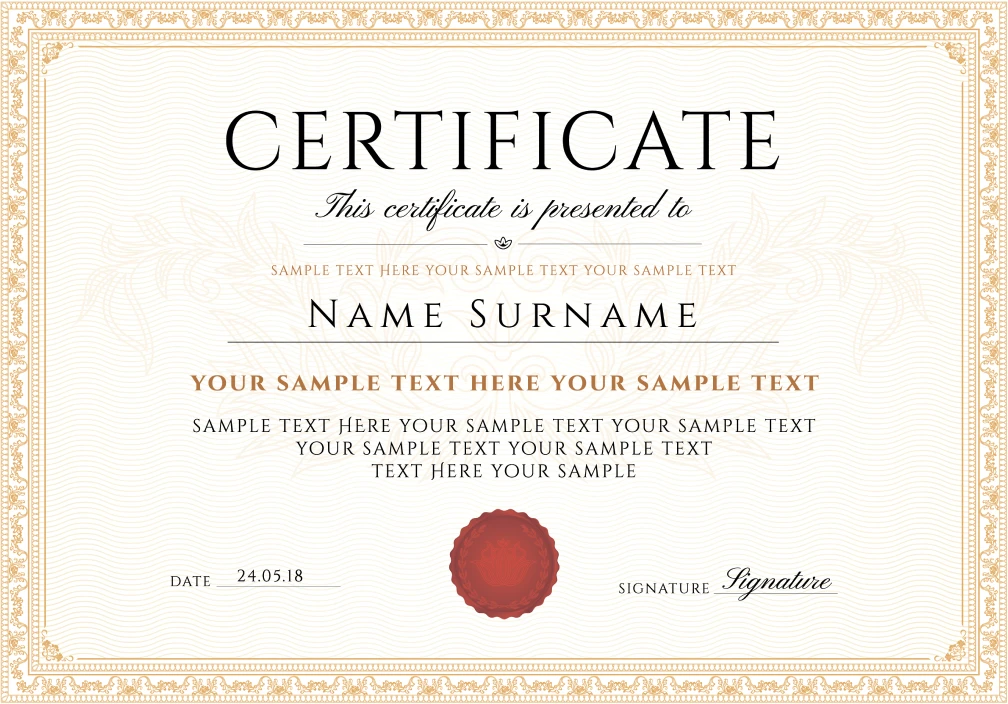 CERTIFICATE
This certificate is presented to
SAMPLE TEXT HERE YOUR SAMPLE TEXT YOUR SAMPLE TEXT
NAME SURNAME
YOUR SAMPLE TEXT HERE YOUR SAMPLE TEXT
SAMPLE TEXT HERE YOUR SAMPLE TEXT YOUR SAMPLE TEXT
YOUR SAMPLE TEXT YOUR SAMPLE TEXT
TEXT HERE YOUR SAMPLE
DATE 24.05.18
SIGNATURE Signature